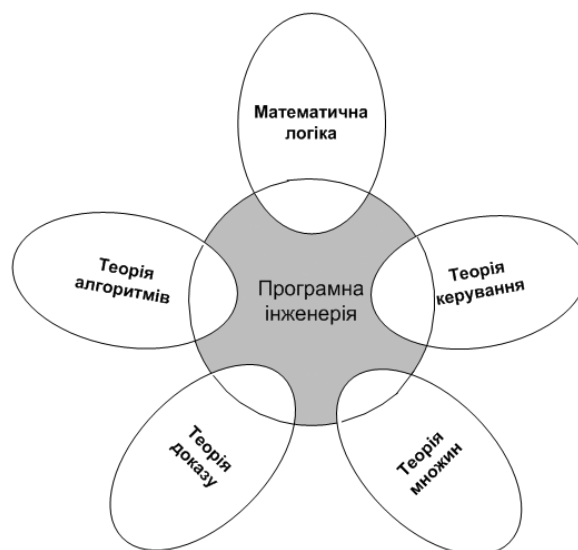 Математична
логіка
Теорія
алгоритмів
Програмна
інженерія
Теорія
керування
Теорія
доказу
Теорія
множин